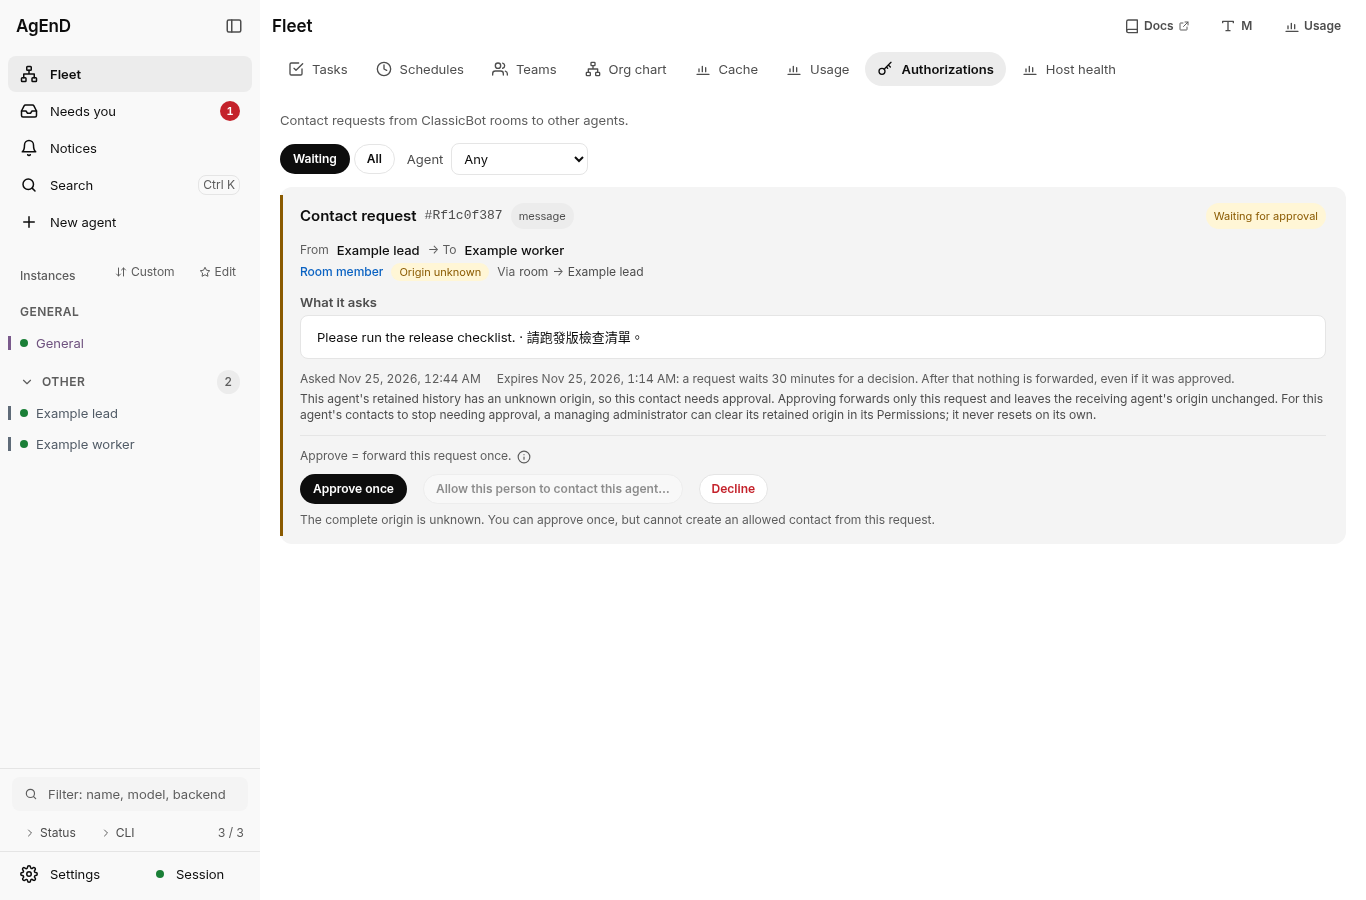 AgEnD
Fleet
Needs you
1
Notices
Search
Ctrl K
New agent
Instances
Custom
Edit
GENERAL
General
OTHER
2
Example lead
Example worker
Filter: name, model, backend
Status
CLI
3 / 3
Settings
Session
Fleet
Docs
M
Usage
Tasks
Schedules
Teams
Org chart
Cache
Usage
Authorizations
Host health
Contact requests from ClassicBot rooms to other agents.
Waiting
All
Agent
Any
Contact request #Rf1c0f387 message
Waiting for approval
From Example lead → To Example worker
Room member Origin unknown Via room → Example lead
What it asks
Please run the release checklist. · 請跑發版檢查清單。
Asked Nov 25, 2026, 12:44 AM Expires Nov 25, 2026, 1:14 AM: a request waits 30 minutes for a decision. After that nothing is forwarded, even if it was approved.
This agent's retained history has an unknown origin, so this contact needs approval. Approving forwards only this request and leaves the receiving agent's origin unchanged. For this
agent's contacts to stop needing approval, a managing administrator can clear its retained origin in its Permissions; it never resets on its own.
Approve = forward this request once.
Approve once
Allow this person to contact this agent...
Decline
The complete origin is unknown. You can approve once, but cannot create an allowed contact from this request.